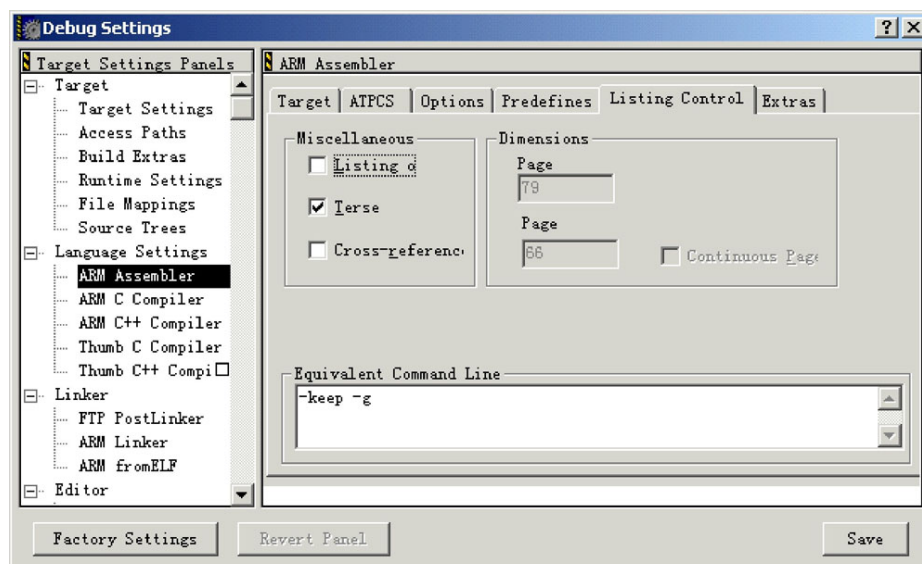 Debug Settings
Target Settings Panels
Target
Target Settings
Access Paths
Build Extras
Runtime Settings
File Mappings
Source Trees
Language Settings
ARM Assembler
ARM C Compiler
ARM C++ Compiler
Thumb C Compiler
Thumb C++ Compi
Linker
FTP PostLinker
ARM Linker
ARM fromELF
Editor
ARM Assembler
Target ATPCS Options Predefines Listing Control Extras
Miscellaneous
Listing o
Terse
Cross-referenc
Dimensions
Page
79
Page
66
Continuous Page
Equivalent Command Line
-keep -g
Factory Settings Revert Panel Save